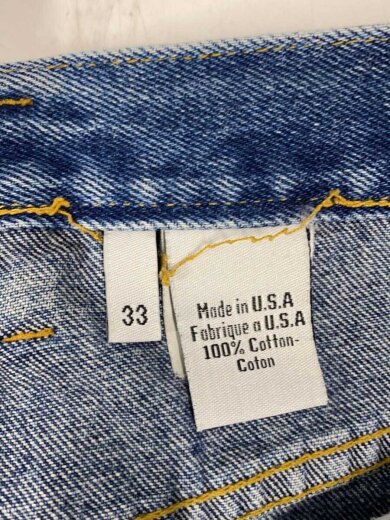 33
Made in U.S.A
Fabrique a U.S.A
100% Cotton-
Coton